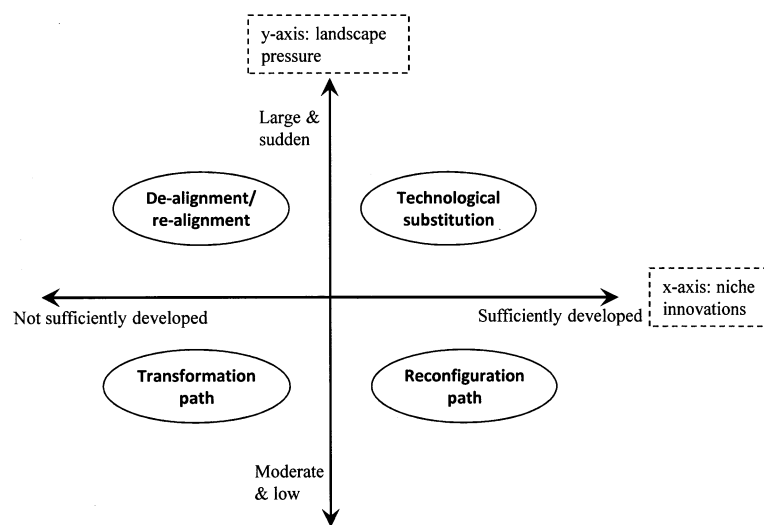 y-axis: landscape
pressure
Large &
sudden
De-alignment/
re-alignment
Technological
substitution
x-axis: niche
innovations
Not sufficiently developed
Sufficiently developed
Transformation
path
Reconfiguration
path
Moderate
& low